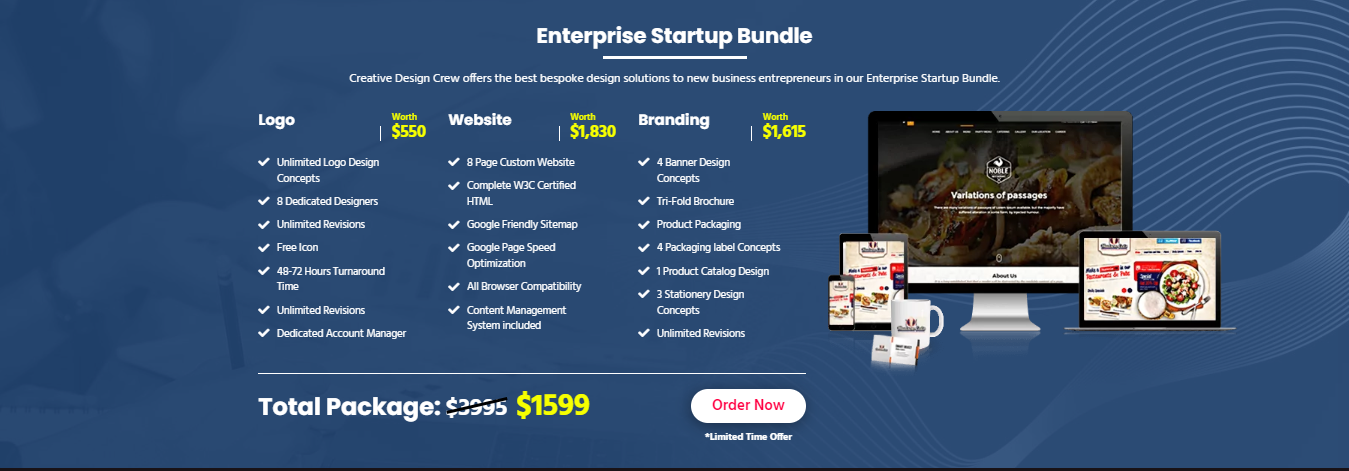 Enterprise Startup Bundle
Creative Design Crew offers the best bespoke design solutions to new business entrepreneurs in our Enterprise Startup Bundle.
Logo
Worth
$550
Unlimited Logo Design
Concepts
8 Dedicated Designers
Unlimited Revisions
Free Icon
48-72 Hours Turnaround
Time
Unlimited Revisions
Dedicated Account Manager
Website
Worth
$1,830
8 Page Custom Website
Complete W3C Certified
HTML
Google Friendly Sitemap
Google Page Speed
Optimization
All Browser Compatibility
Content Management
System included
Branding
Worth
$1,615
4 Banner Design
Concepts
Tri-Fold Brochure
Product Packaging
4 Packaging label Concepts
1 Product Catalog Design
3 Stationery Design
Concepts
Unlimited Revisions
Total Package: $3995 $1599
Order Now
*Limited Time Offer
NOBLE
Variations of passages
About Us